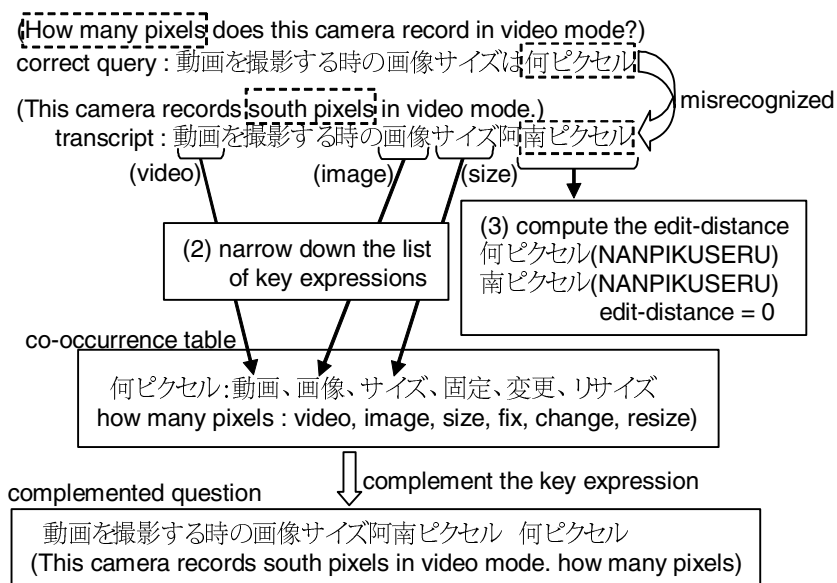 (How many pixels does this camera record in video mode?)
correct query : 動画を撮影する時の画像サイズは何ピクセル
misrecognized
(This camera records south pixels in video mode.)
transcript : 動画を撮影する時の画像サイズ阿南ピクセル
(video) (image) (size)
(2) narrow down the list
of key expressions
(3) compute the edit-distance
何ピクセル(NANPIKUSERU)
南ピクセル(NANPIKUSERU)
edit-distance = 0
co-occurrence table
何ピクセル:動画、画像、サイズ、固定、変更、リサイズ
how many pixels : video, image, size, fix, change, resize)
complement the key expression
complemented question
動画を撮影する時の画像サイズ阿南ピクセル 何ピクセル
(This camera records south pixels in video mode. how many pixels)